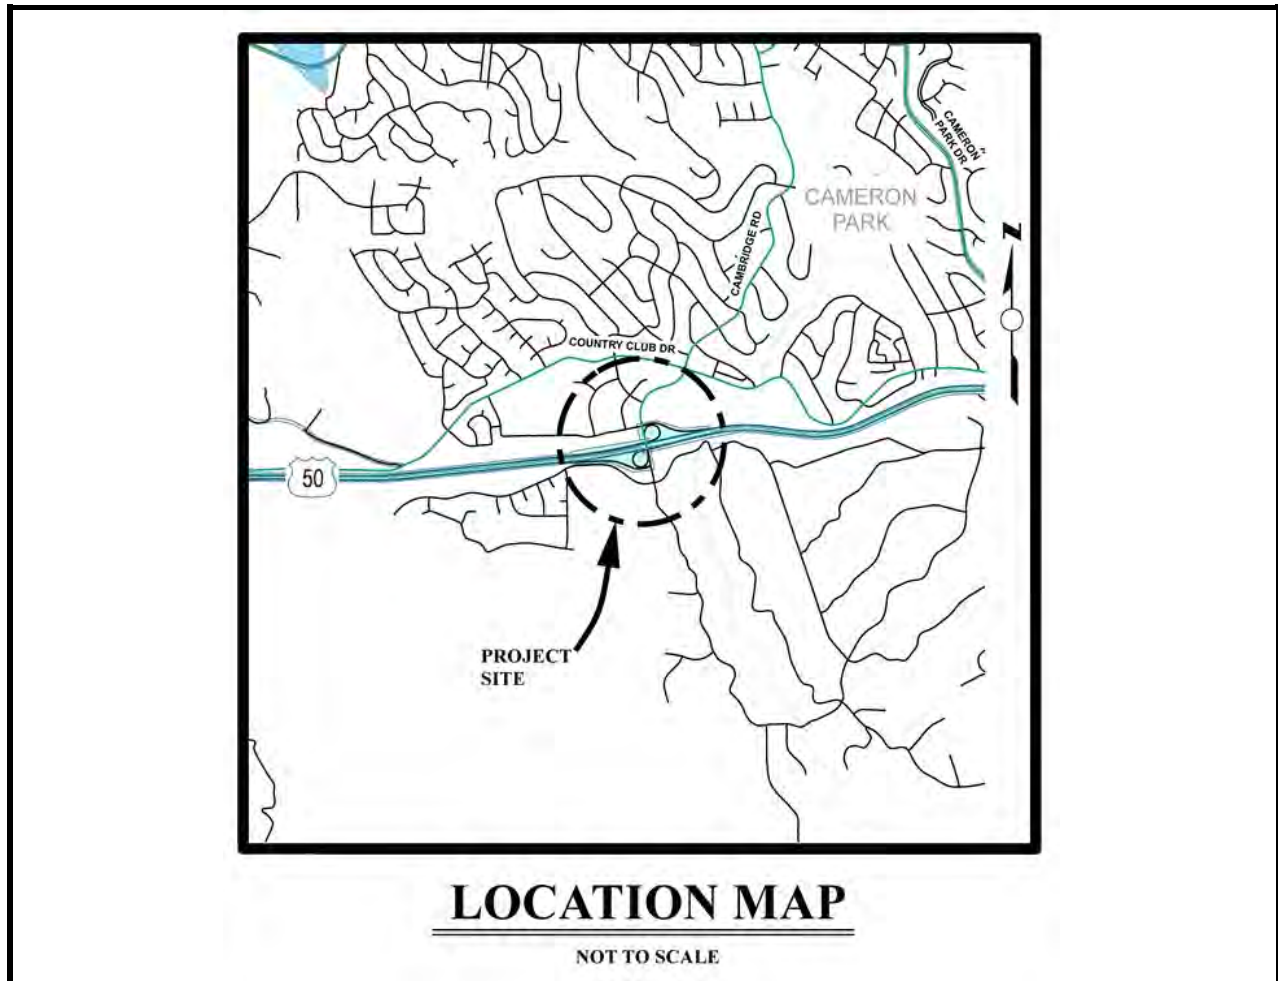 CAMERON
PARK DR
CAMERON
PARK
CAMBRIDGE RD
N
COUNTRY CLUB DR
50
PROJECT
SITE
LOCATION MAP
NOT TO SCALE